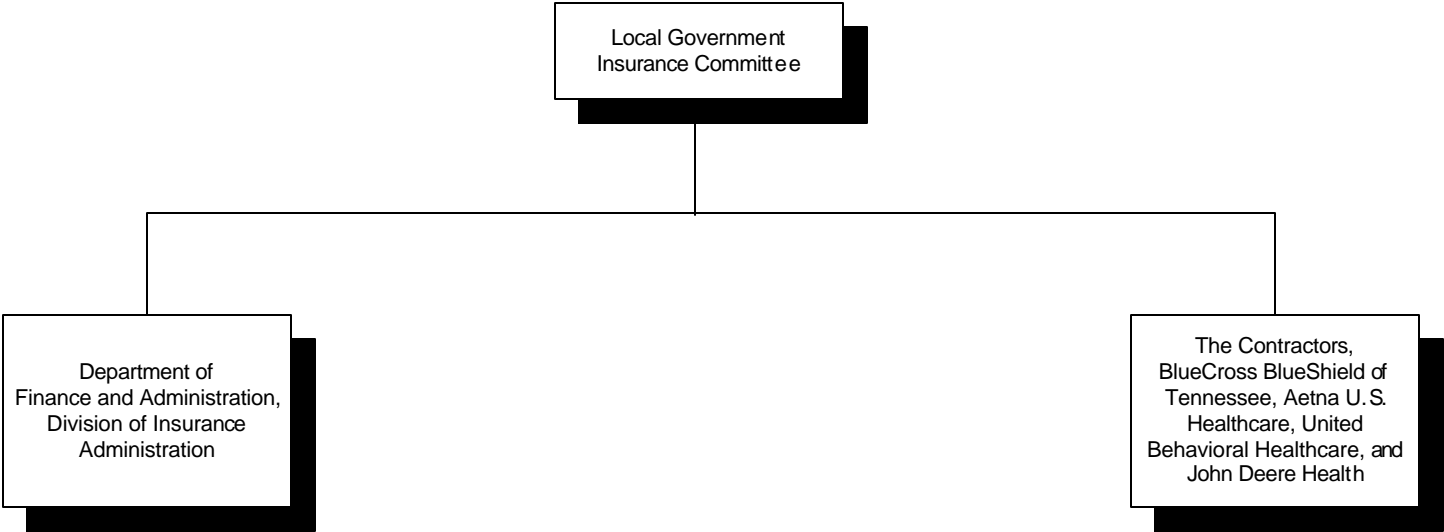 Local Government
Insurance Committee
Department of
Finance and Administration,
Division of Insurance
Administration
The Contractors,
BlueCross BlueShield of
Tennessee, Aetna U.S.
Healthcare, United
Behavioral Healthcare, and
John Deere Health